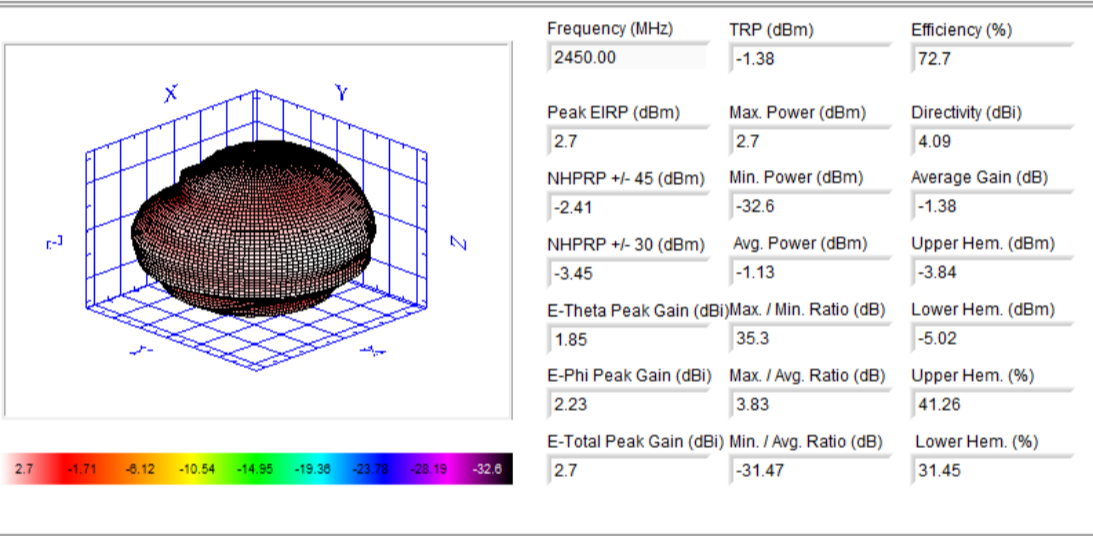 Frequency (MHz) TRP (dBm) Efficiency (%)
2450.00 -1.38 72.7
Peak EIRP (dBm) Max. Power (dBm) Directivity (dBi)
2.7 2.7 4.09
NHPRP +/- 45 (dBm) Min. Power (dBm) Average Gain (dB)
-2.41 -32.6 -1.38
NHPRP +/- 30 (dBm) Avg. Power (dBm) Upper Hem. (dBm)
-3.45 -1.13 -3.84
E-Theta Peak Gain (dBi) Max. / Min. Ratio (dB) Lower Hem. (dBm)
1.85 35.3 -5.02
E-Phi Peak Gain (dBi) Max. / Avg. Ratio (dB) Upper Hem. (%)
2.23 3.83 41.26
E-Total Peak Gain (dBi) Min. / Avg. Ratio (dB) Lower Hem. (%)
2.7 -31.47 31.45
X Y
Z
2.7 -1.71 -6.12 -10.54 -14.95 -19.36 -23.78 -28.19 -32.6